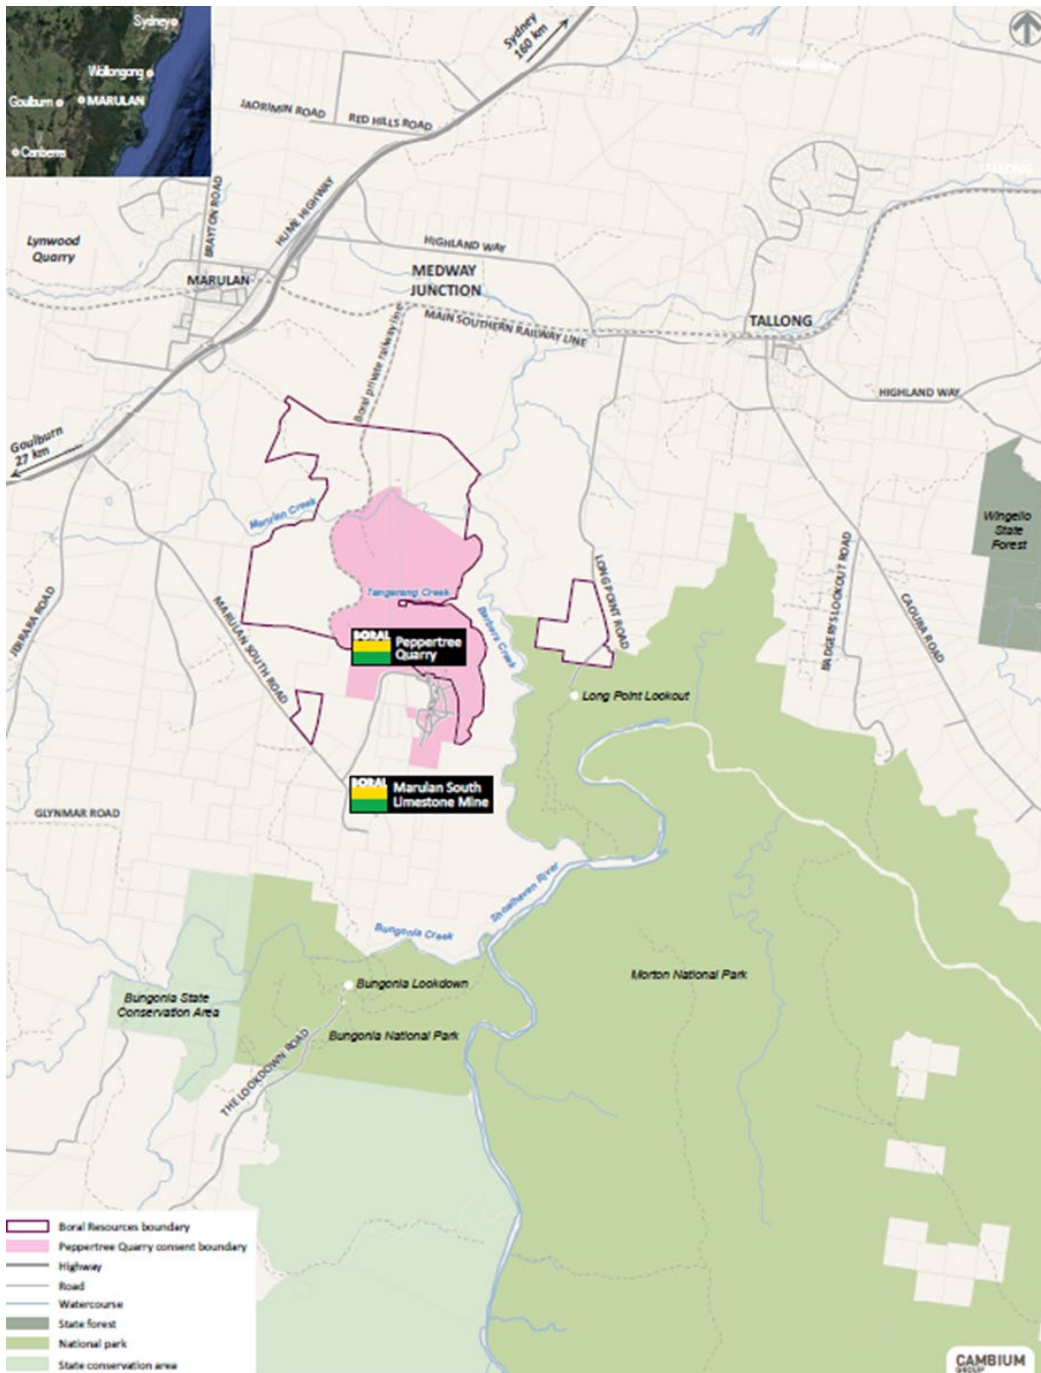 Sydney
Wollongong
Goulburn
MARULAN
Canberra
Sydney
160 km
JAORIMIN ROAD
RED HILLS ROAD
TALLONG
BRAYTON ROAD
HUME HIGHWAY
Lynwood
Quarry
HIGHLAND WAY
MARULAN
MEDWAY
JUNCTION
MAIN SOUTHERN RAILWAY LINE
TALLONG
Boral private railway line
HIGHLAND WAY
Goulburn
27 km
Marulan Creek
Wingello
State
Forest
JERRARA ROAD
MARULAN SOUTH ROAD
Tangarang Creek
Barbers Creek
LONG POINT ROAD
BADGERYS LOOKOUT ROAD
CAOURA ROAD
BORAL
Peppertree
Quarry
Long Point Lookout
BORAL
Marulan South
Limestone Mine
GLYNMAR ROAD
Shoalhaven River
Bungonia Creek
Morton National Park
Bungonia Lookdown
Bungonia State
Conservation Area
Bungonia National Park
THE LOOKDOWN ROAD
Boral Resources boundary
Peppertree Quarry consent boundary
Highway
Road
Watercourse
State forest
National park
State conservation area
CAMBIUM
GROUP